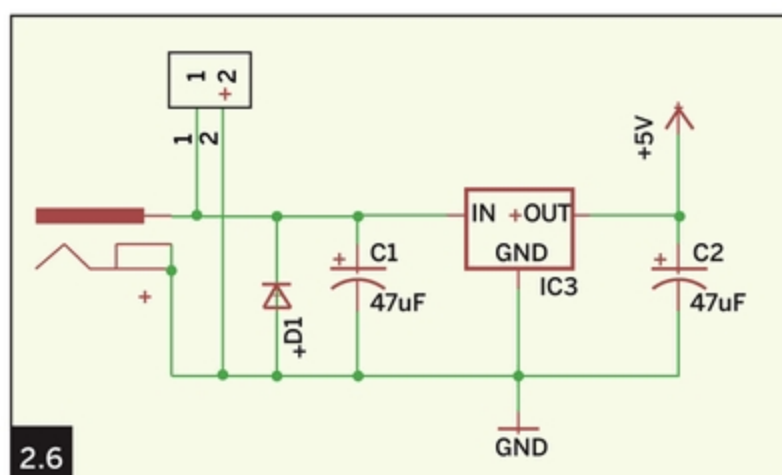 1 2
+
1 2
+5V
IN +OUT
GND
IC3
+ C1
47uF
+ C2
47uF
+
+D1
GND
2.6